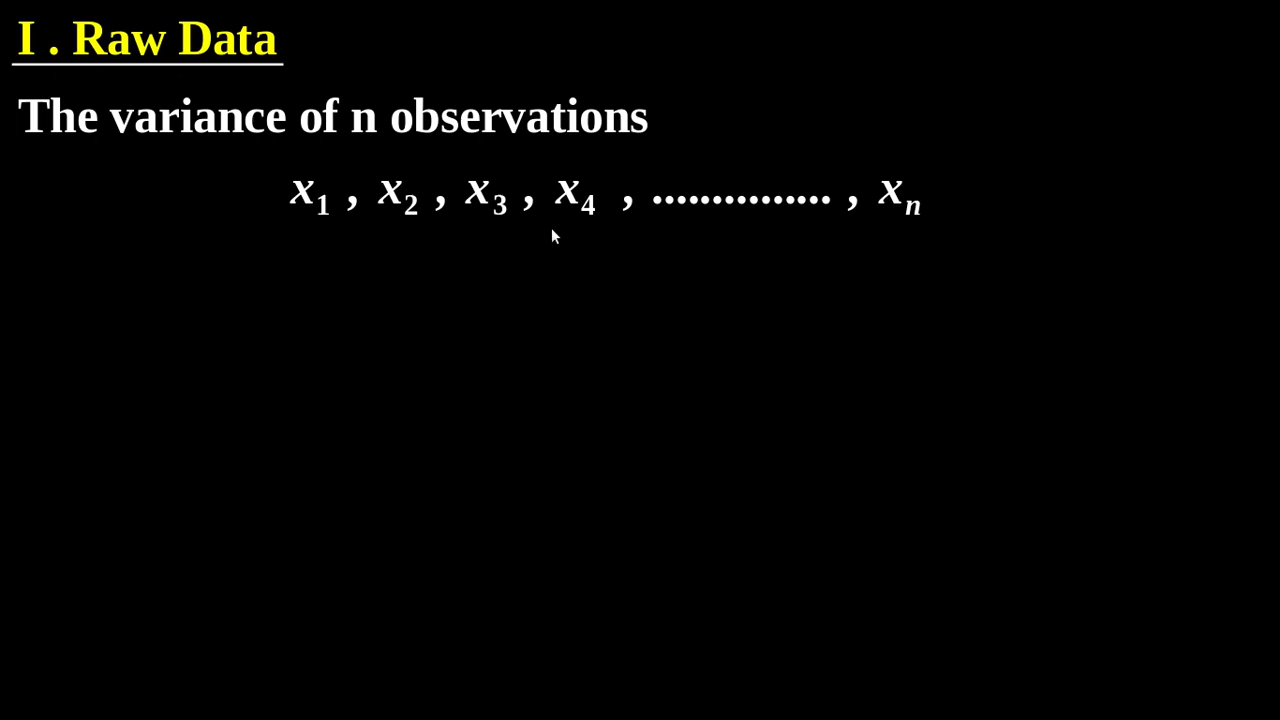 I . Raw Data
The variance of n observations
x₁ , x₂ , x₃ , x₄ , ............... , xₙ